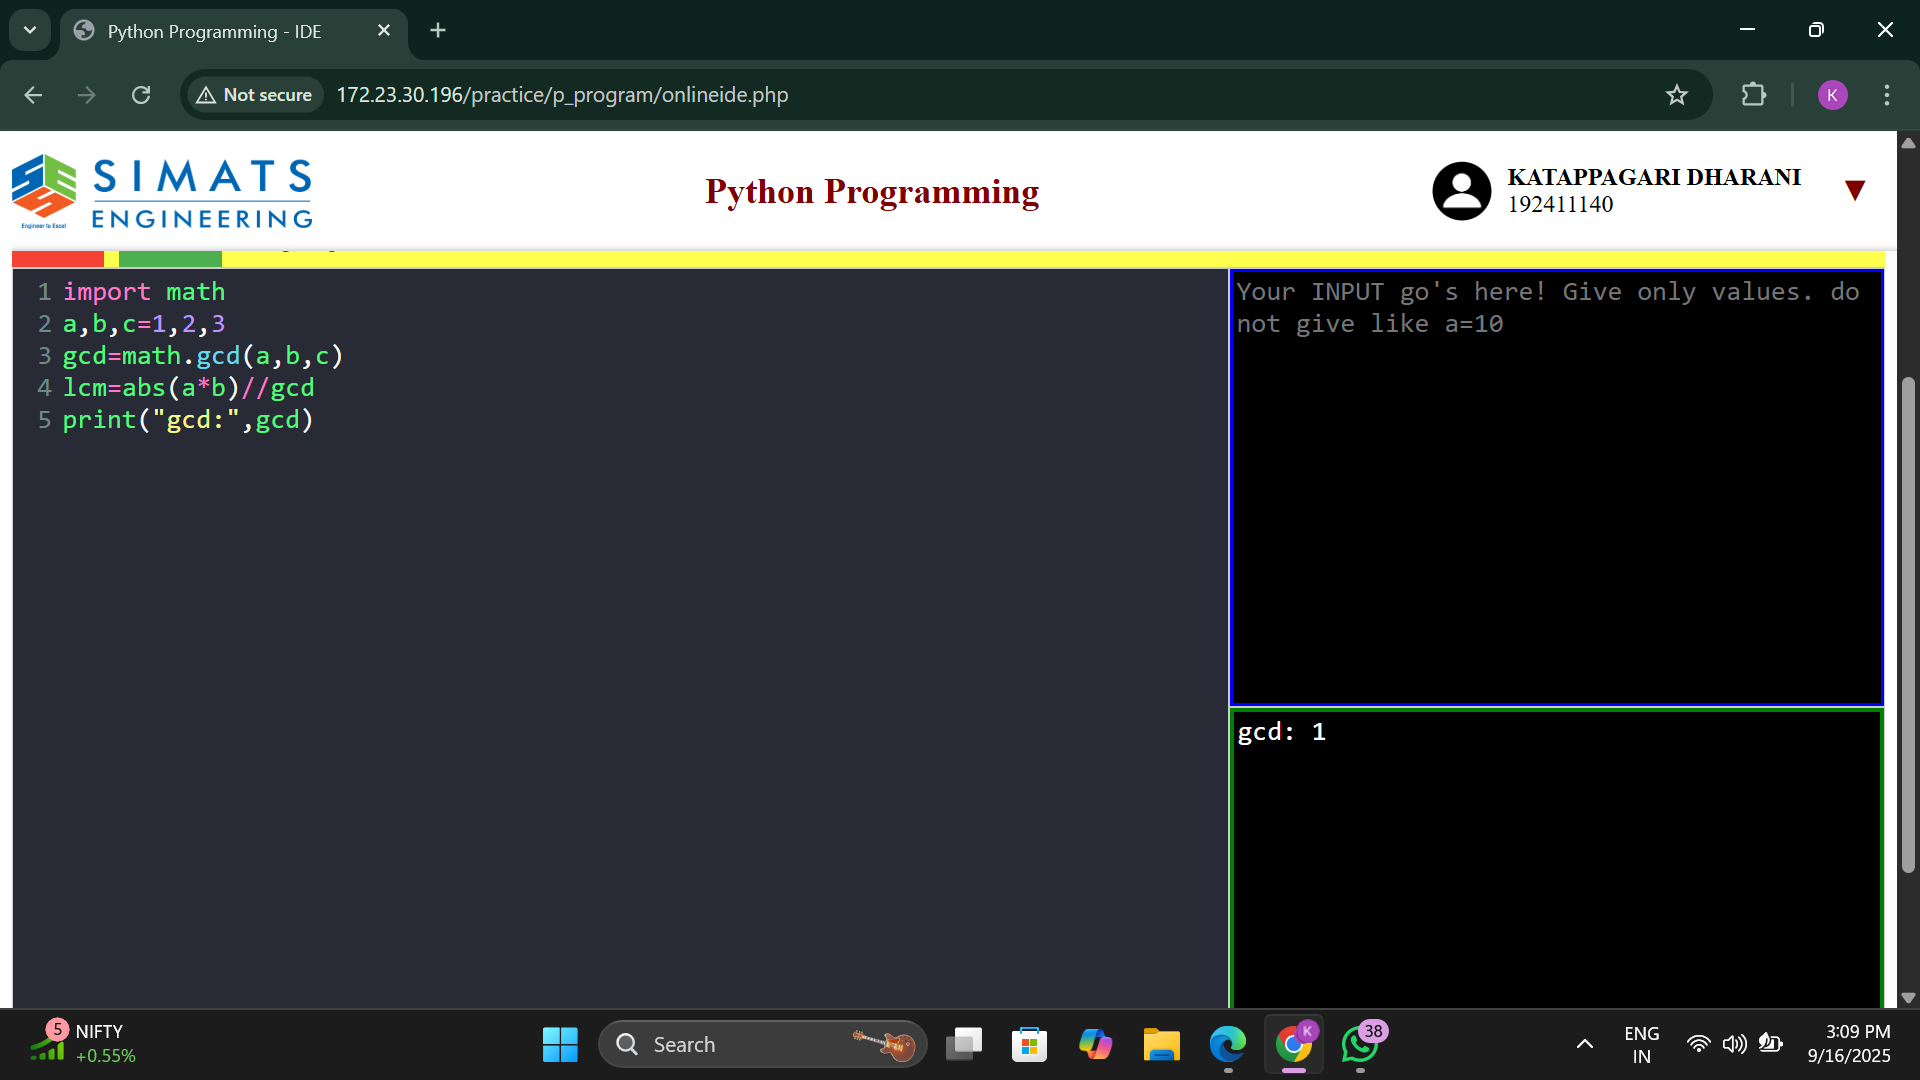 Python Programming - IDE
Not secure
172.23.30.196/practice/p_program/onlineide.php
K
SIMATS
ENGINEERING
Engineer to Excel
Python Programming
KATAPPAGARI DHARANI
192411140
1 import math
2 a,b,c=1,2,3
3 gcd=math.gcd(a,b,c)
4 lcm=abs(a*b)//gcd
5 print("gcd:",gcd)
Your INPUT go's here! Give only values. do
not give like a=10
gcd: 1
5
NIFTY
+0.55%
Search
K
38
ENG
IN
3:09 PM
9/16/2025